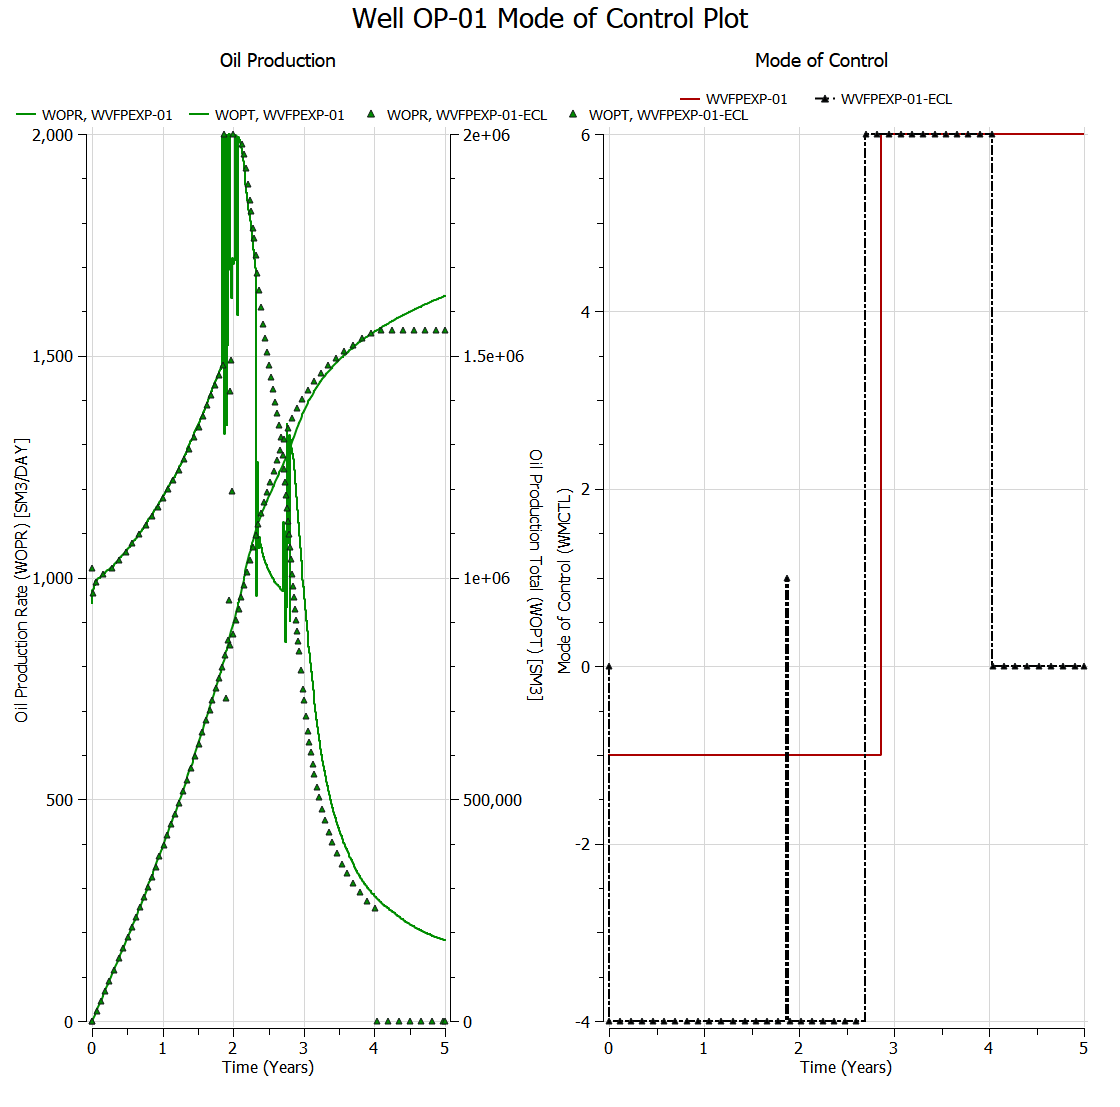 Well OP-01 Mode of Control Plot
Oil Production
WOPR, WVFPEXP-01
WOPT, WVFPEXP-01
WOPR, WVFPEXP-01-ECL
WOPT, WVFPEXP-01-ECL
2,000
1,500
1,000
500
0
Oil Production Rate (WOPR) [SM3/DAY]
2e+06
1.5e+06
1e+06
500,000
0
Oil Production Total (WOPT) [SM3]
0 1 2 3 4 5
Time (Years)
Mode of Control
WVFPEXP-01
WVFPEXP-01-ECL
6
4
2
0
-2
-4
Mode of Control (WMCTL)
0 1 2 3 4 5
Time (Years)